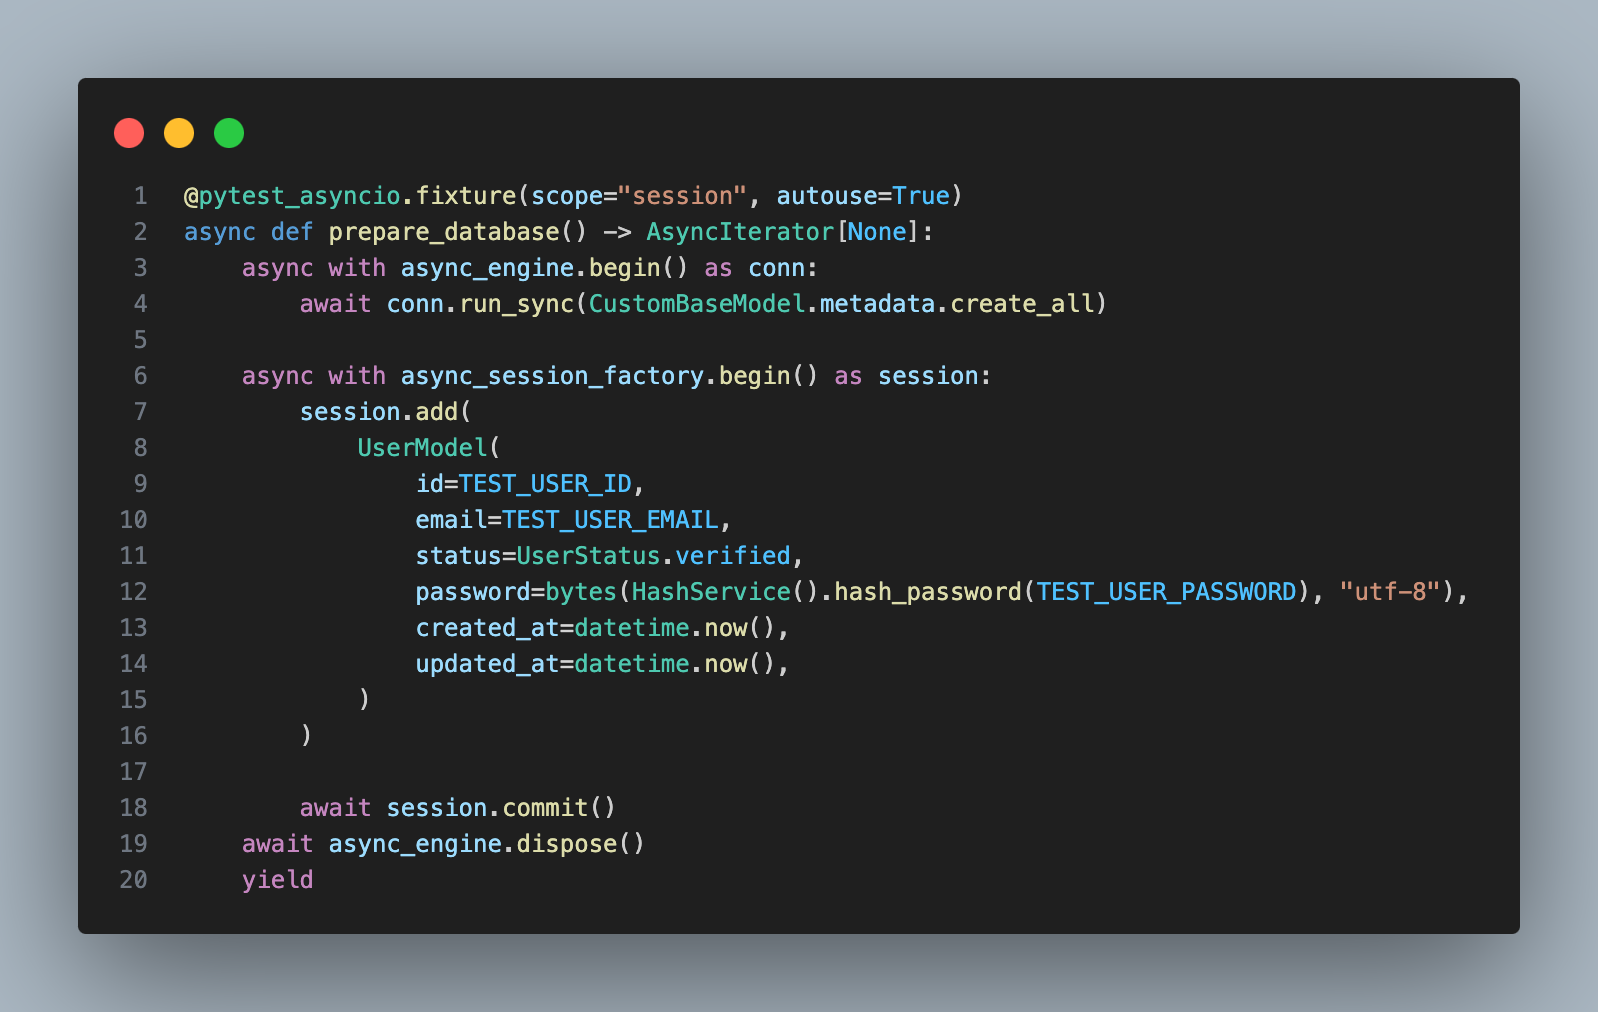 1 @pytest_asyncio.fixture(scope="session", autouse=True)
2 async def prepare_database() -> AsyncIterator[None]:
3     async with async_engine.begin() as conn:
4         await conn.run_sync(CustomBaseModel.metadata.create_all)
5
6     async with async_session_factory.begin() as session:
7         session.add(
8             UserModel(
9                 id=TEST_USER_ID,
10                 email=TEST_USER_EMAIL,
11                 status=UserStatus.verified,
12                 password=bytes(HashService().hash_password(TEST_USER_PASSWORD), "utf-8"),
13                 created_at=datetime.now(),
14                 updated_at=datetime.now(),
15             )
16         )
17
18         await session.commit()
19     await async_engine.dispose()
20     yield